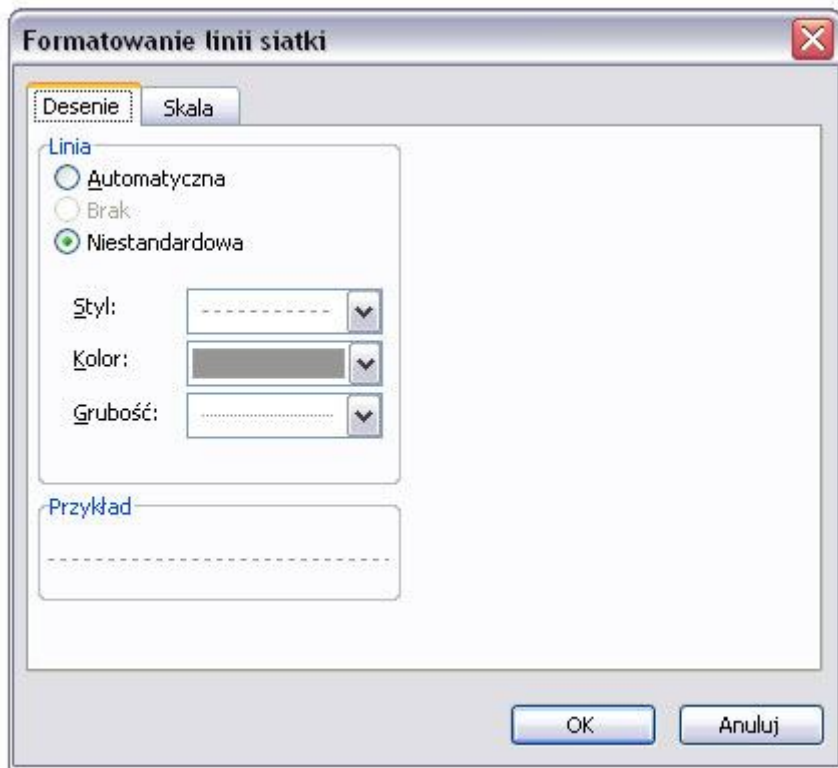 Formatowanie linii siatki
Desenie
Skala
Linia
Automatyczna
Brak
Niestandardowa
Styl:
Kolor:
Grubość:
Przykład
OK
Anuluj